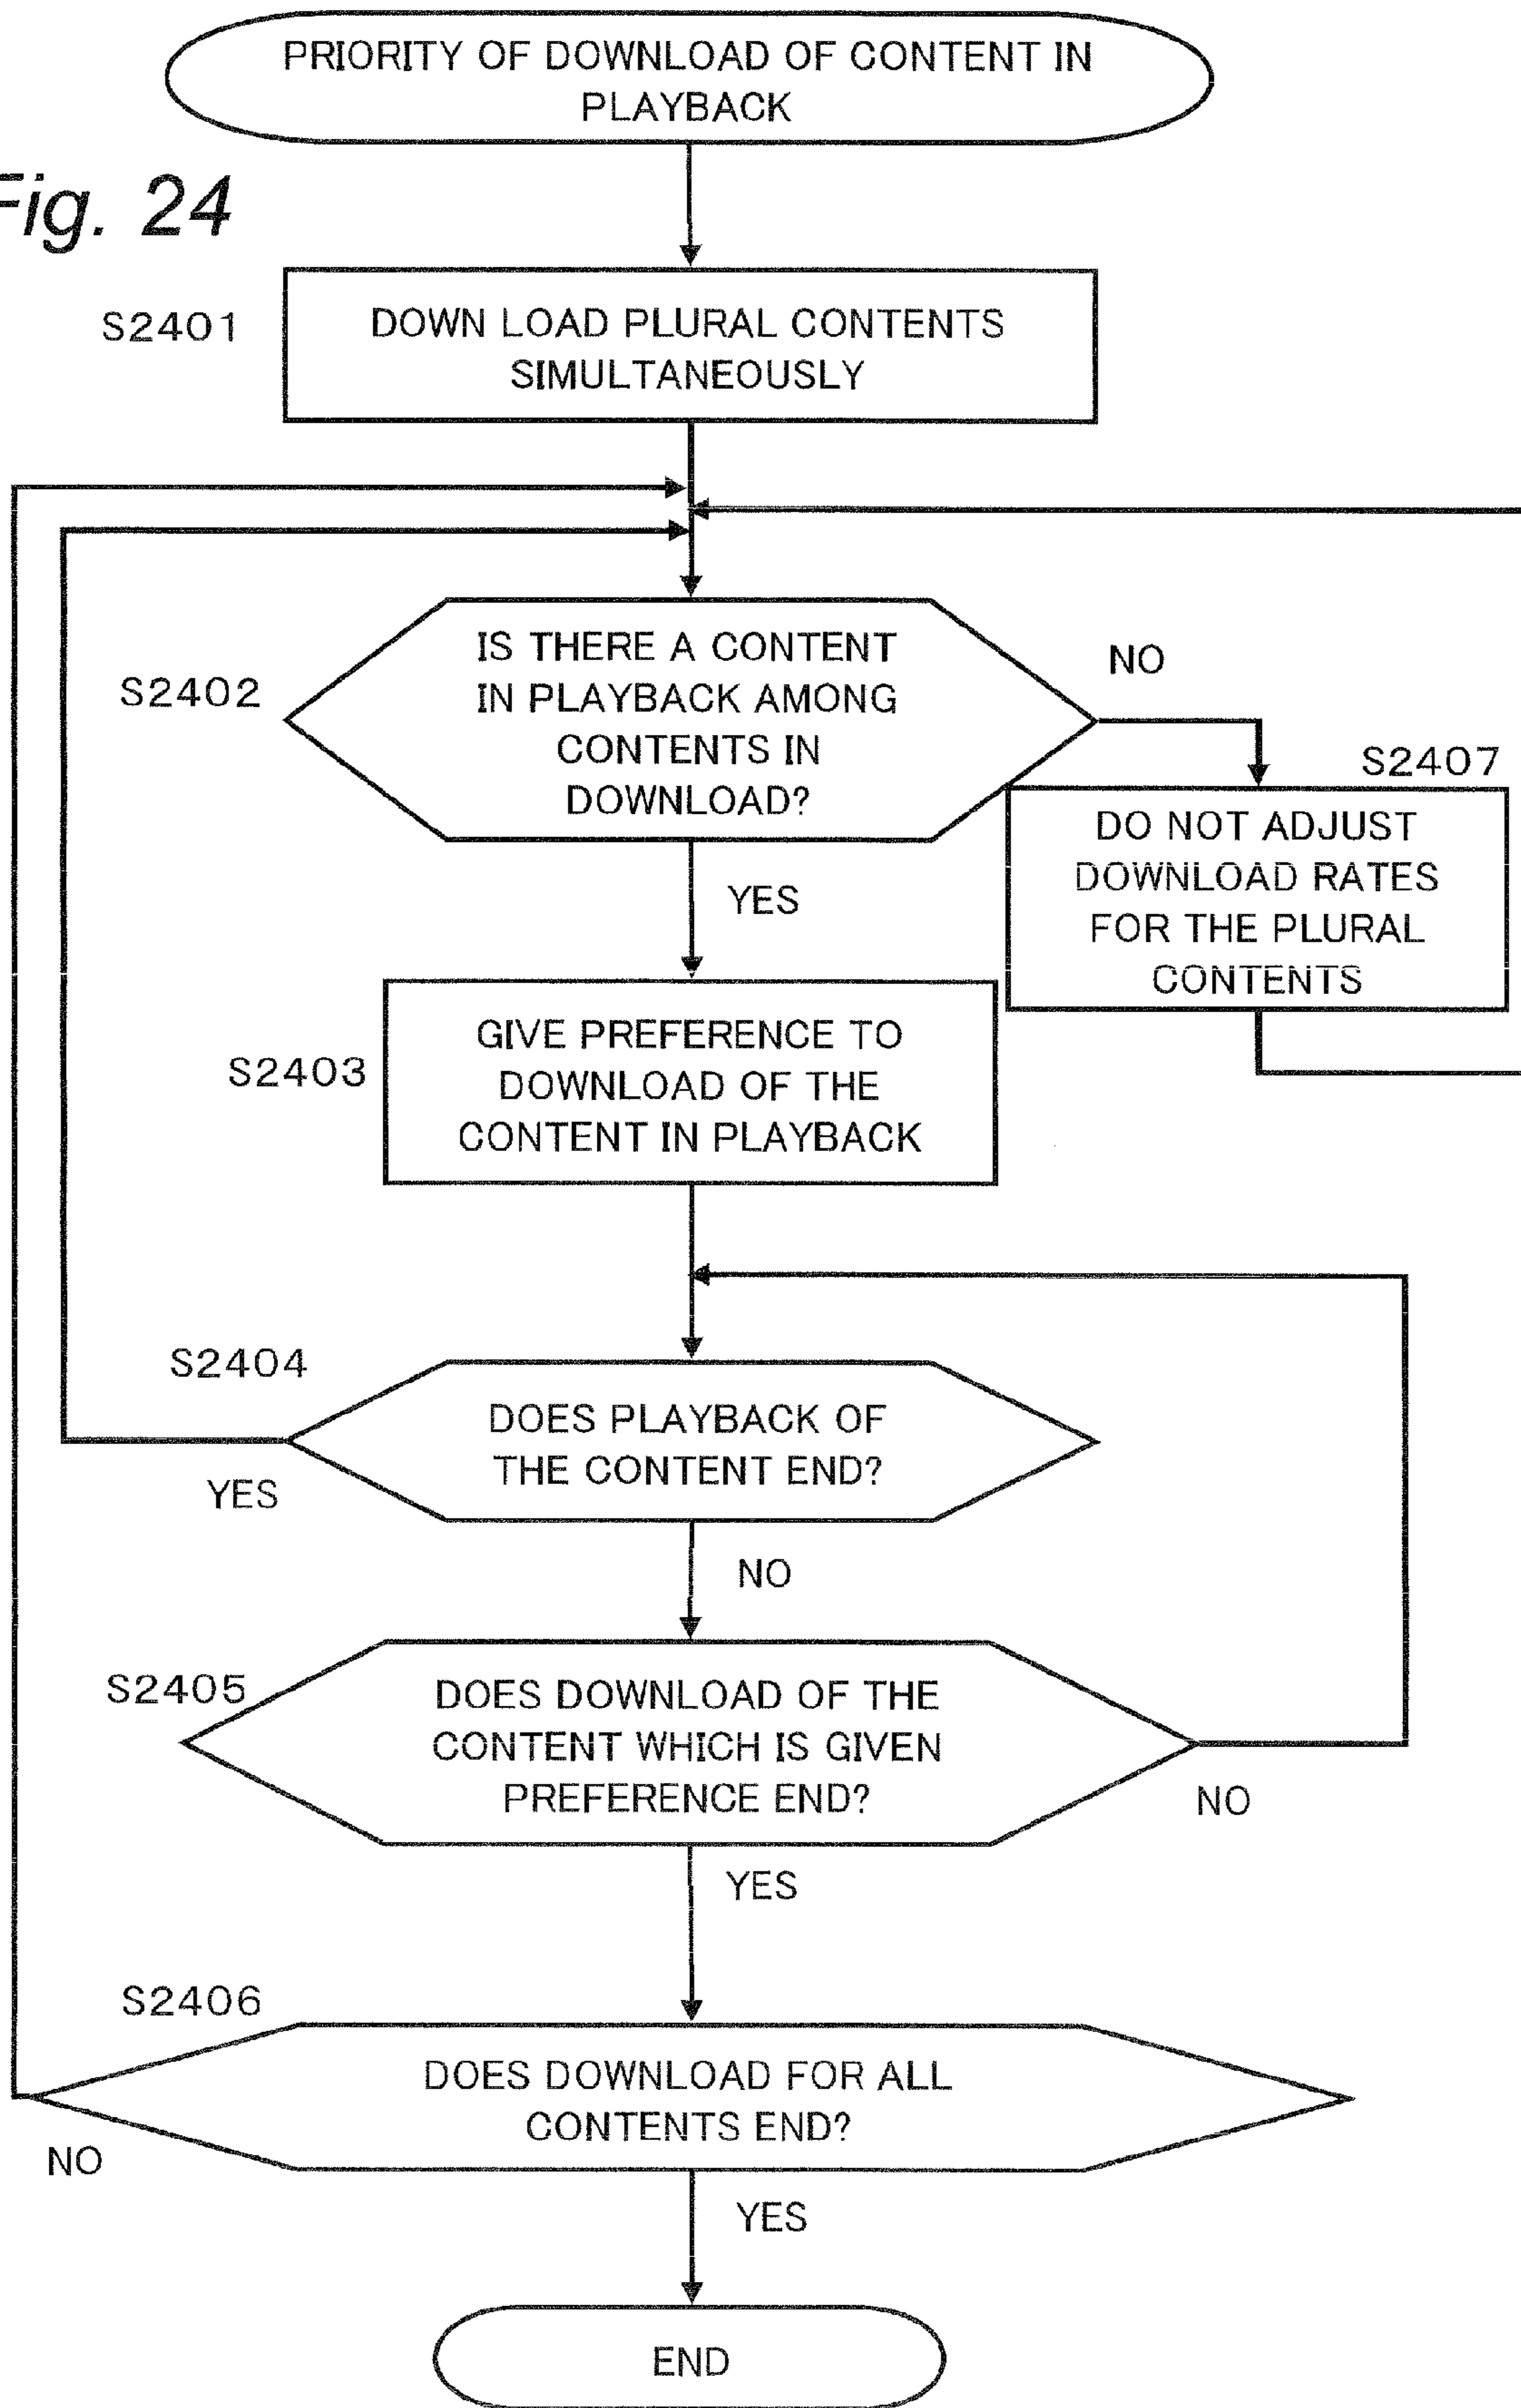 PRIORITY OF DOWNLOAD OF CONTENT IN
PLAYBACK
Fig. 24
S2401
DOWN LOAD PLURAL CONTENTS
SIMULTANEOUSLY
S2402
IS THERE A CONTENT
IN PLAYBACK AMONG
CONTENTS IN
DOWNLOAD?
NO
S2407
DO NOT ADJUST
DOWNLOAD RATES
FOR THE PLURAL
CONTENTS
YES
S2403
GIVE PREFERENCE TO
DOWNLOAD OF THE
CONTENT IN PLAYBACK
S2404
DOES PLAYBACK OF
THE CONTENT END?
YES
NO
S2405
DOES DOWNLOAD OF THE
CONTENT WHICH IS GIVEN
PREFERENCE END?
NO
YES
S2406
DOES DOWNLOAD FOR ALL
CONTENTS END?
NO
YES
END